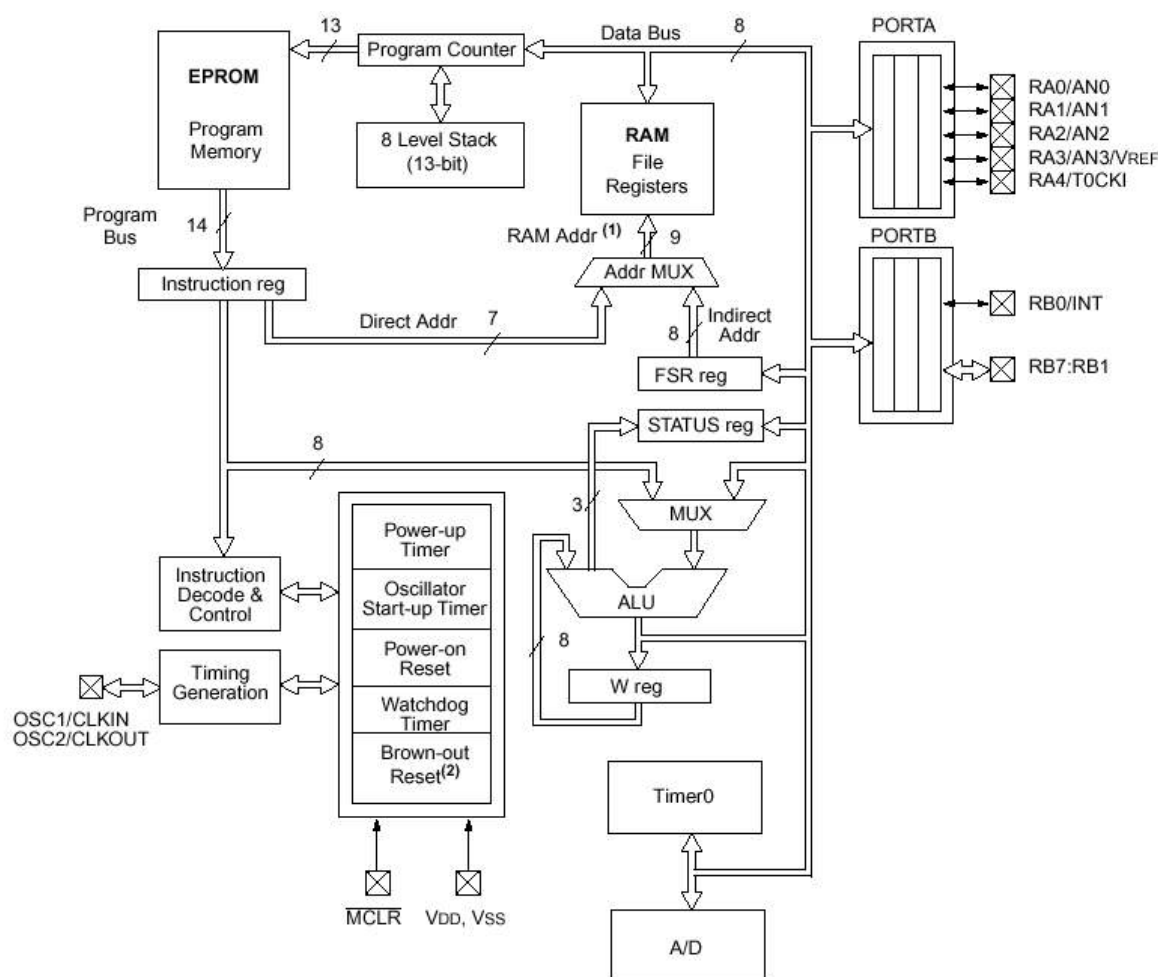 13
Program Counter
Data Bus
8
PORTA
EPROM
Program
Memory
8 Level Stack
(13-bit)
RAM
File
Registers
RA0/AN0
RA1/AN1
RA2/AN2
RA3/AN3/VREF
RA4/T0CKI
Program
Bus
14
RAM Addr (1)
9
PORTB
Instruction reg
Addr MUX
Direct Addr
7
8
Indirect
Addr
RB0/INT
FSR reg
RB7:RB1
STATUS reg
8
3
MUX
Power-up
Timer
Instruction
Decode &
Control
Oscillator
Start-up Timer
ALU
Power-on
Reset
8
Timing
Generation
W reg
Watchdog
Timer
OSC1/CLKIN
OSC2/CLKOUT
Brown-out
Reset(2)
Timer0
MCLR
VDD, VSS
A/D